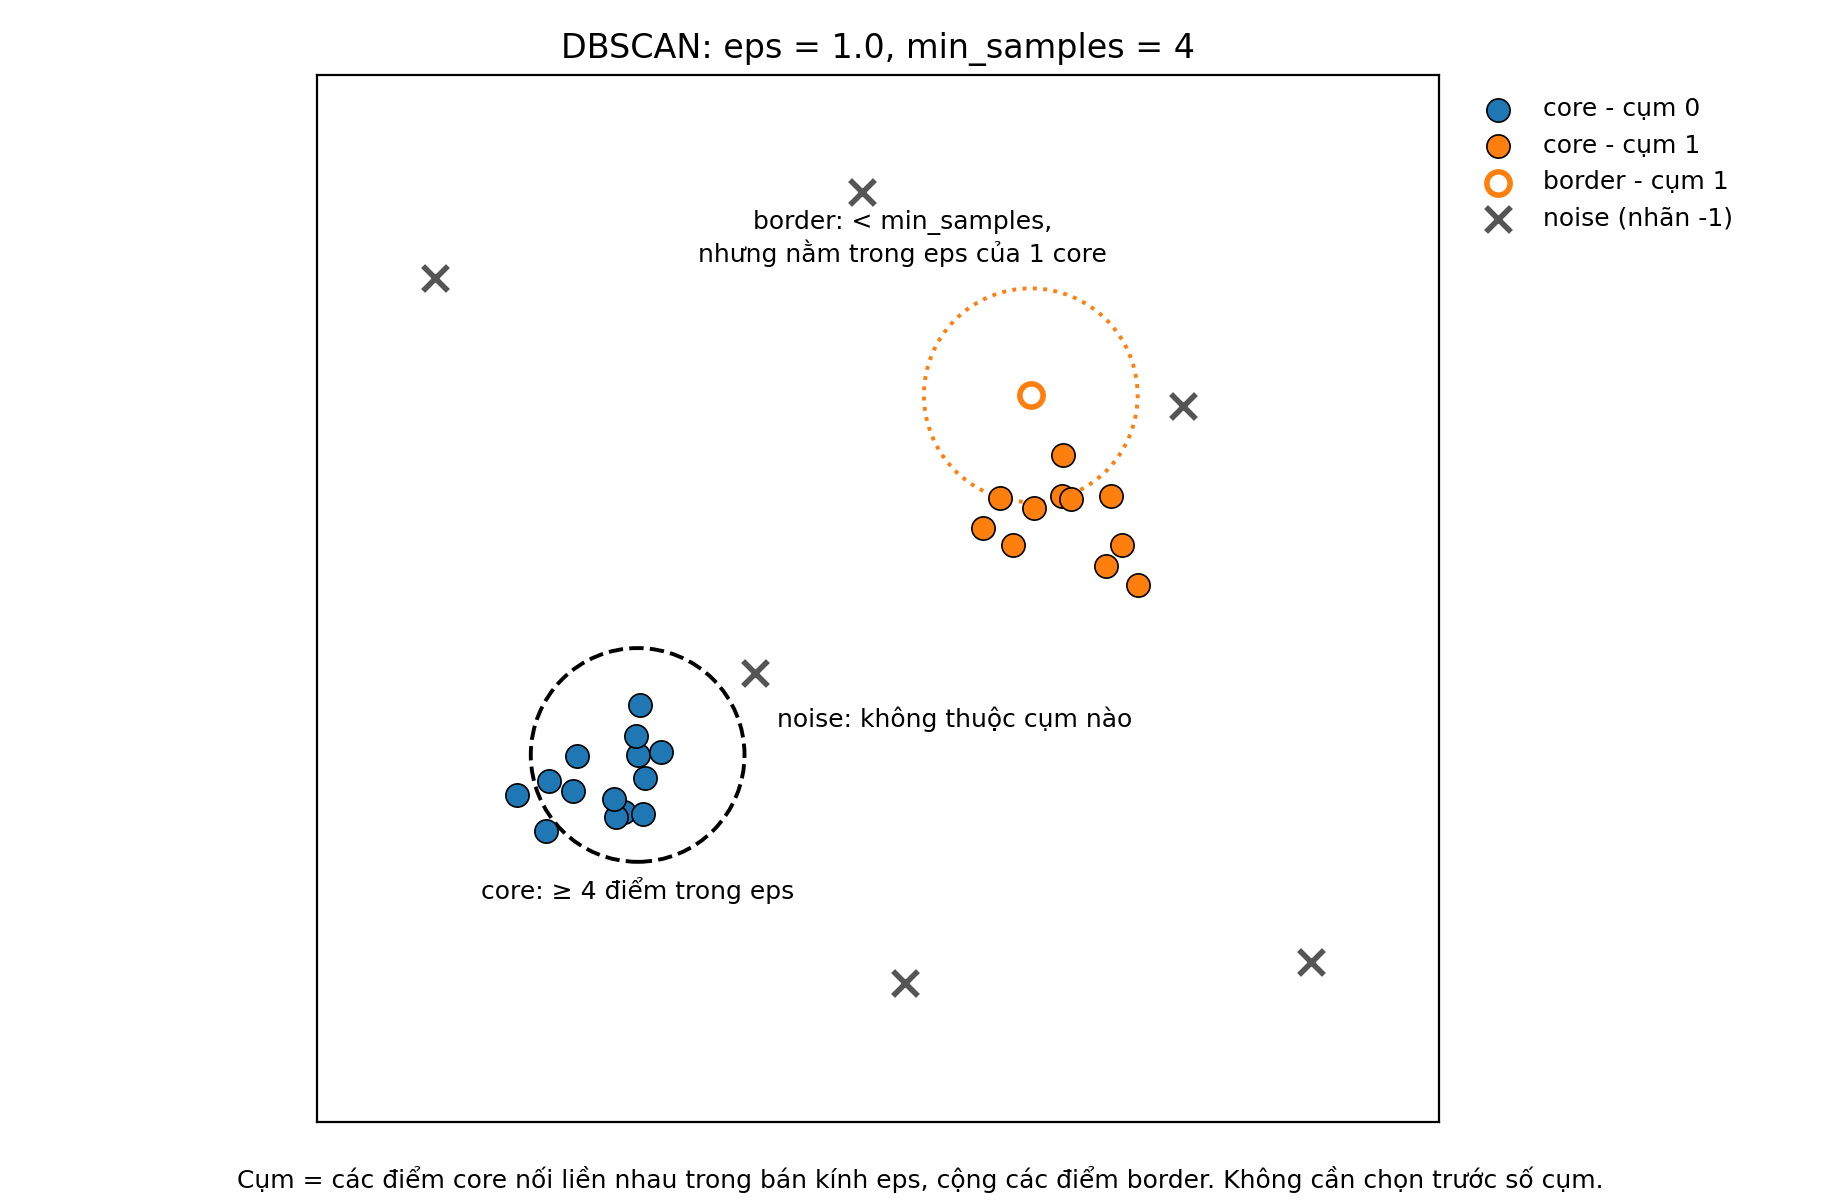 DBSCAN: eps = 1.0, min_samples = 4
core - cụm 0
core - cụm 1
border - cụm 1
noise (nhãn -1)
border: < min_samples,
nhưng nằm trong eps của 1 core
noise: không thuộc cụm nào
core: ≥ 4 điểm trong eps
Cụm = các điểm core nối liền nhau trong bán kính eps, cộng các điểm border. Không cần chọn trước số cụm.